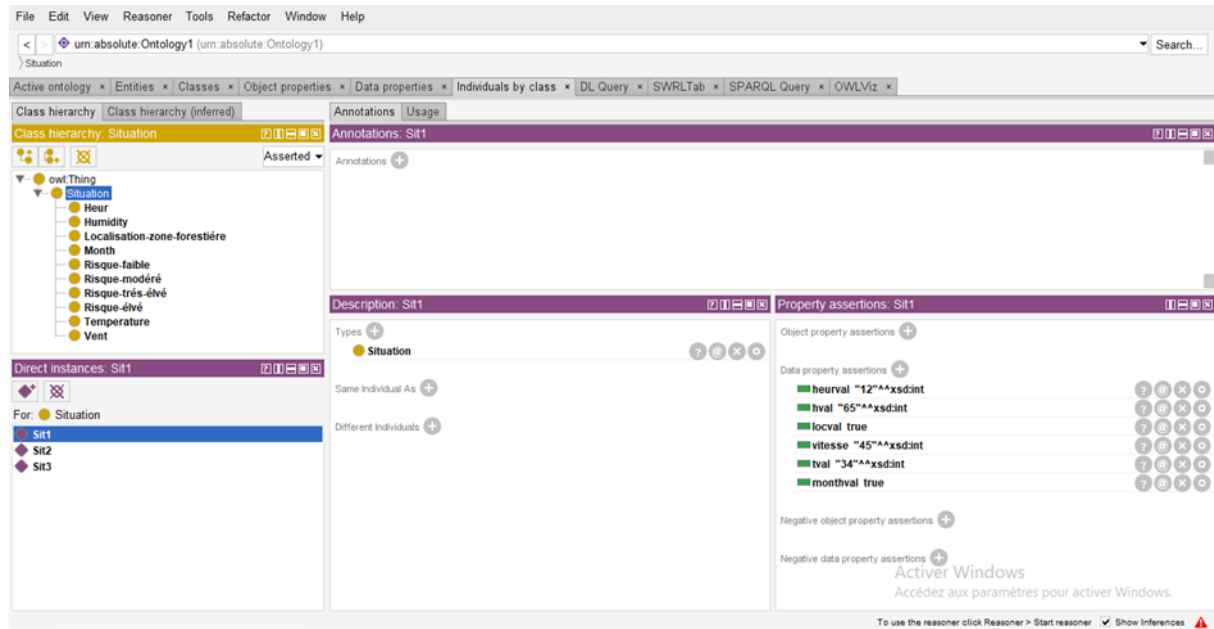 File Edit View Reasoner Tools Refactor Window Help
< > urn:absolute:Ontology1 (urn:absolute:Ontology1) Search...
Situation
Active ontology × Entities × Classes × Object properties × Data properties × Individuals by class × DL Query × SWRLTab × SPARQL Query × OWLViz ×
Class hierarchy Class hierarchy (inferred)
Class hierarchy: Situation
Asserted
owl:Thing
Situation
Heur
Humidity
Localisation-zone-forestiére
Month
Risque-faible
Risque-modéré
Risque-trés-élvé
Risque-élvé
Temperature
Vent
Direct instances: Sit1
For: Situation
Sit1
Sit2
Sit3
Annotations Usage
Annotations: Sit1
Annotations
Description: Sit1
Types
Situation
Same Individual As
Different Individuals
Property assertions: Sit1
Object property assertions
Data property assertions
heurval "12"^^xsd:int
hval "65"^^xsd:int
locval true
vitesse "45"^^xsd:int
tval "34"^^xsd:int
monthval true
Negative object property assertions
Negative data property assertions
Activer Windows
Accédez aux paramètres pour activer Windows.
To use the reasoner click Reasoner > Start reasoner Show Inferences